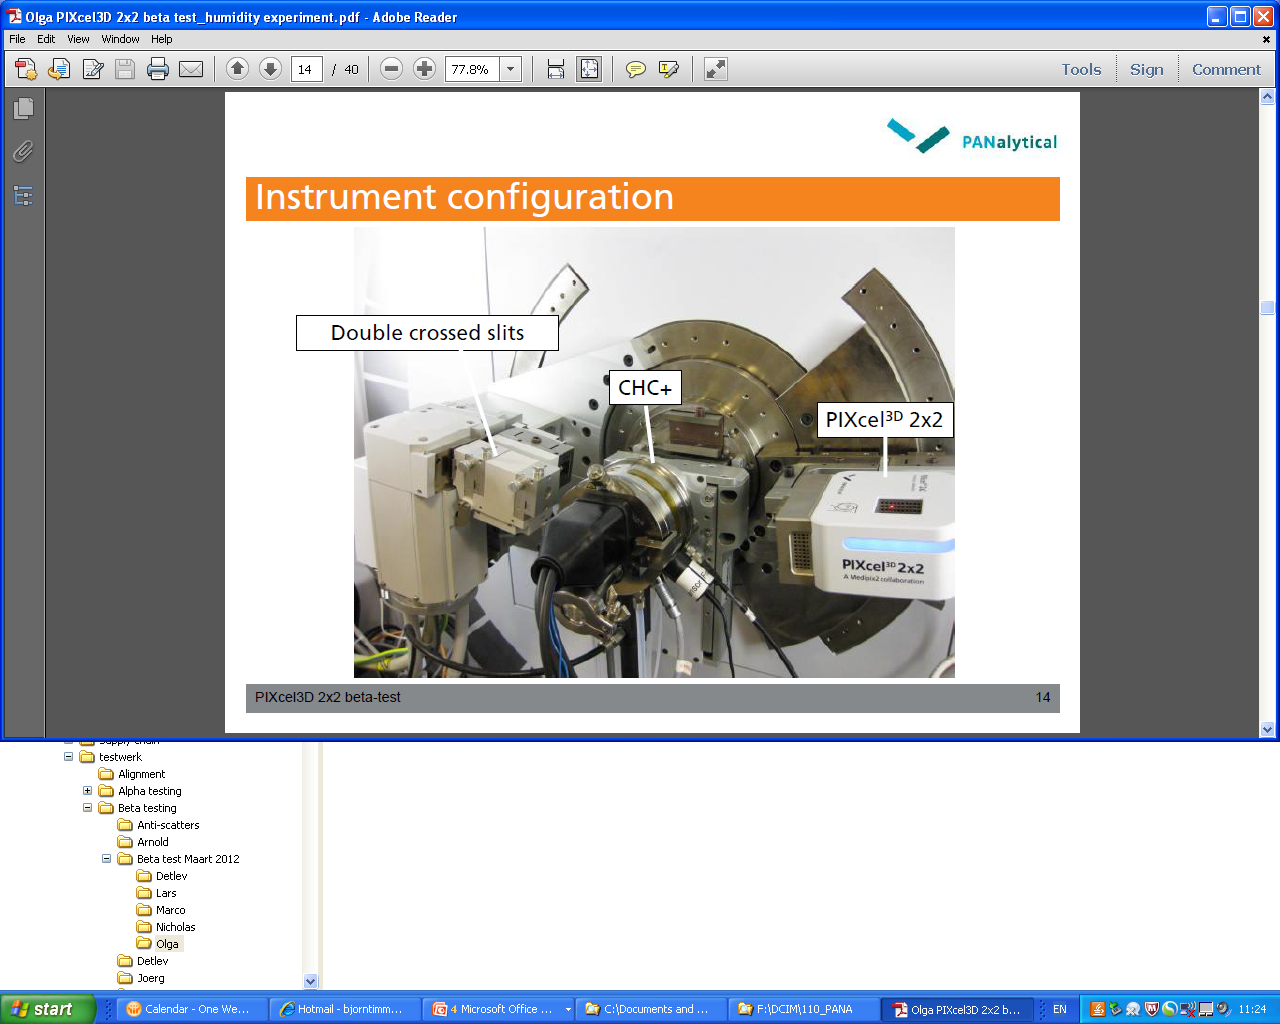 Olga PIXcel3D 2x2 beta test_humidity experiment.pdf - Adobe Reader
File Edit View Window Help
14 / 40 77.8% Tools Sign Comment
PANalytical
Instrument configuration
Double crossed slits
CHC+
PIXcel3D 2x2
PIXcel3D 2x2
A Medipix2 collaboration
PIXcel3D 2x2 beta-test 14
Supply chain
testwerk
Alignment
Alpha testing
Beta testing
Anti-scatters
Arnold
Beta test Maart 2012
Detlev
Lars
Marco
Nicholas
Olga
Detlev
Joerg
start Calendar - One We... Hotmail - bjorntimm... 4 Microsoft Office ... C:\Documents and ... F:\DCIM\110_PANA Olga PIXcel3D 2x2 b... EN 11:24